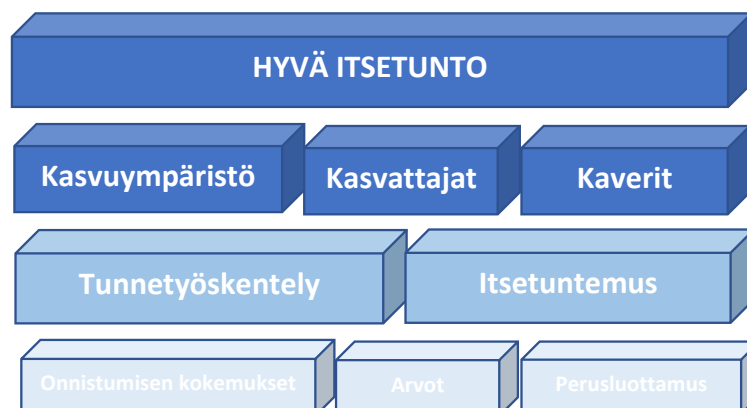 HYVÄ ITSETUNTO
Kasvuympäristö Kasvattajat Kaverit
Tunnetyöskentely Itsetuntemus
Onnistumisen kokemukset Arvot Perusluottamus